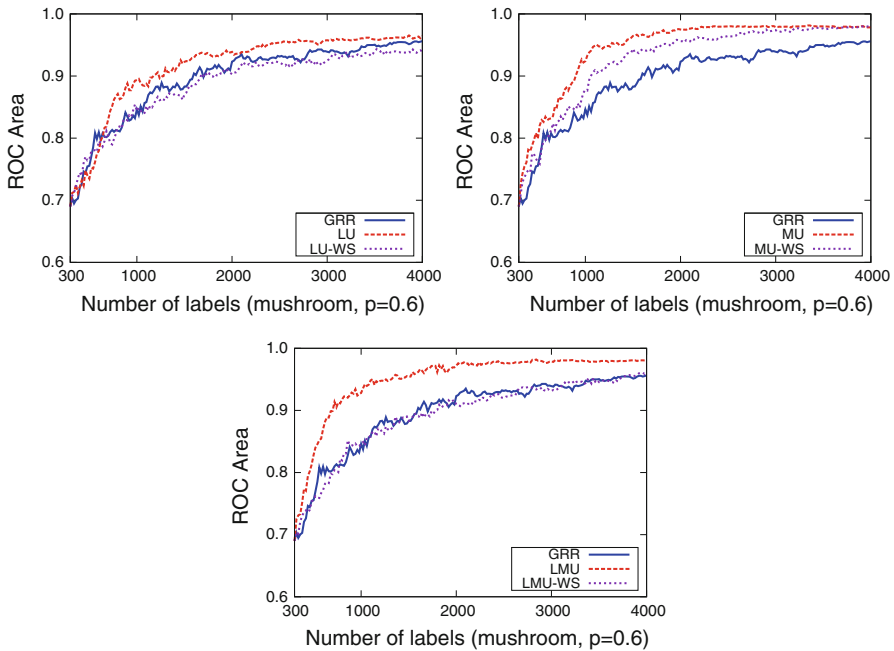 1.0
0.9
0.8
0.7
0.6
ROC Area
GRR
LU
LU-WS
300 1000 2000 3000 4000
Number of labels (mushroom, p=0.6)
1.0
0.9
0.8
0.7
0.6
ROC Area
GRR
MU
MU-WS
300 1000 2000 3000 4000
Number of labels (mushroom, p=0.6)
1.0
0.9
0.8
0.7
0.6
ROC Area
GRR
LMU
LMU-WS
300 1000 2000 3000 4000
Number of labels (mushroom, p=0.6)